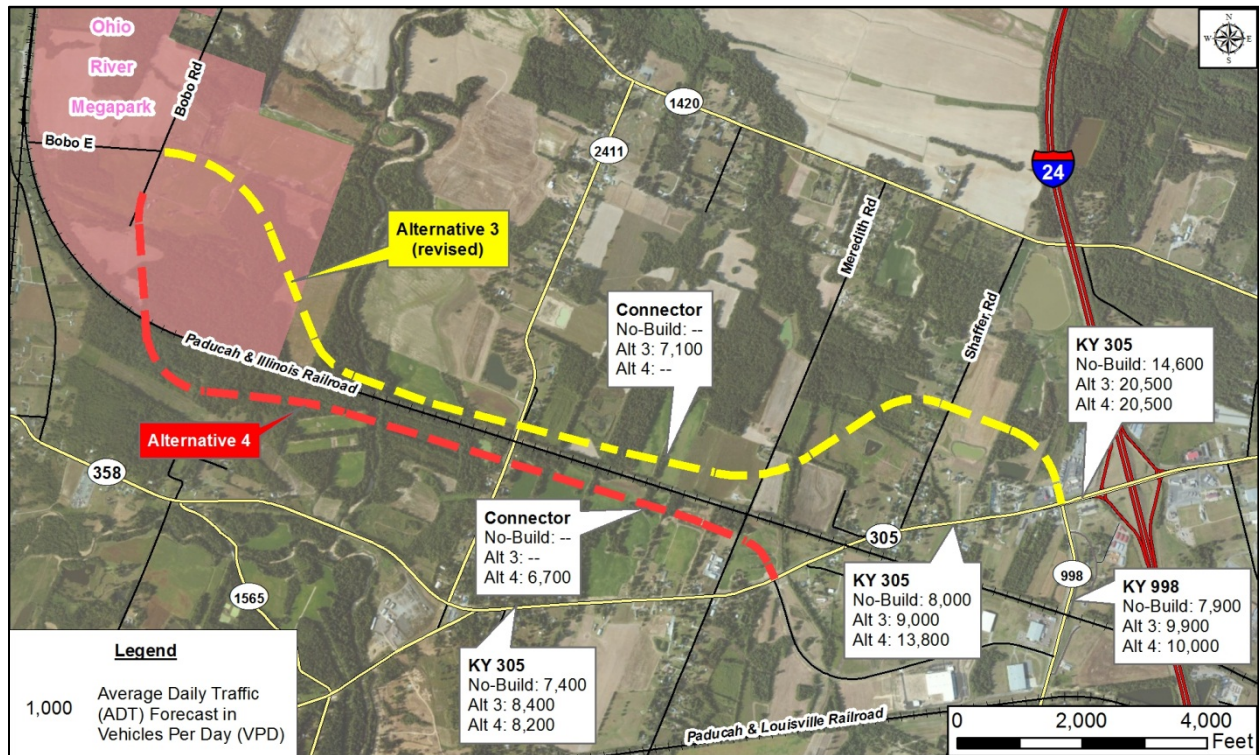 Ohio
River
Megapark
Bobo Rd
Bobo E
N
W
E
S
1420
2411
24
Alternative 3
(revised)
Meredith Rd
Shaffer Rd
Connector
No-Build: --
Alt 3: 7,100
Alt 4: --
KY 305
No-Build: 14,600
Alt 3: 20,500
Alt 4: 20,500
Paducah & Illinois Railroad
Alternative 4
358
Connector
No-Build: --
Alt 3: --
Alt 4: 6,700
305
998
1565
KY 305
No-Build: 8,000
Alt 3: 9,000
Alt 4: 13,800
KY 998
No-Build: 7,900
Alt 3: 9,900
Alt 4: 10,000
KY 305
No-Build: 7,400
Alt 3: 8,400
Alt 4: 8,200
Legend
1,000
Average Daily Traffic
(ADT) Forecast in
Vehicles Per Day (VPD)
Paducah & Louisville Railroad
0 2,000 4,000
Feet